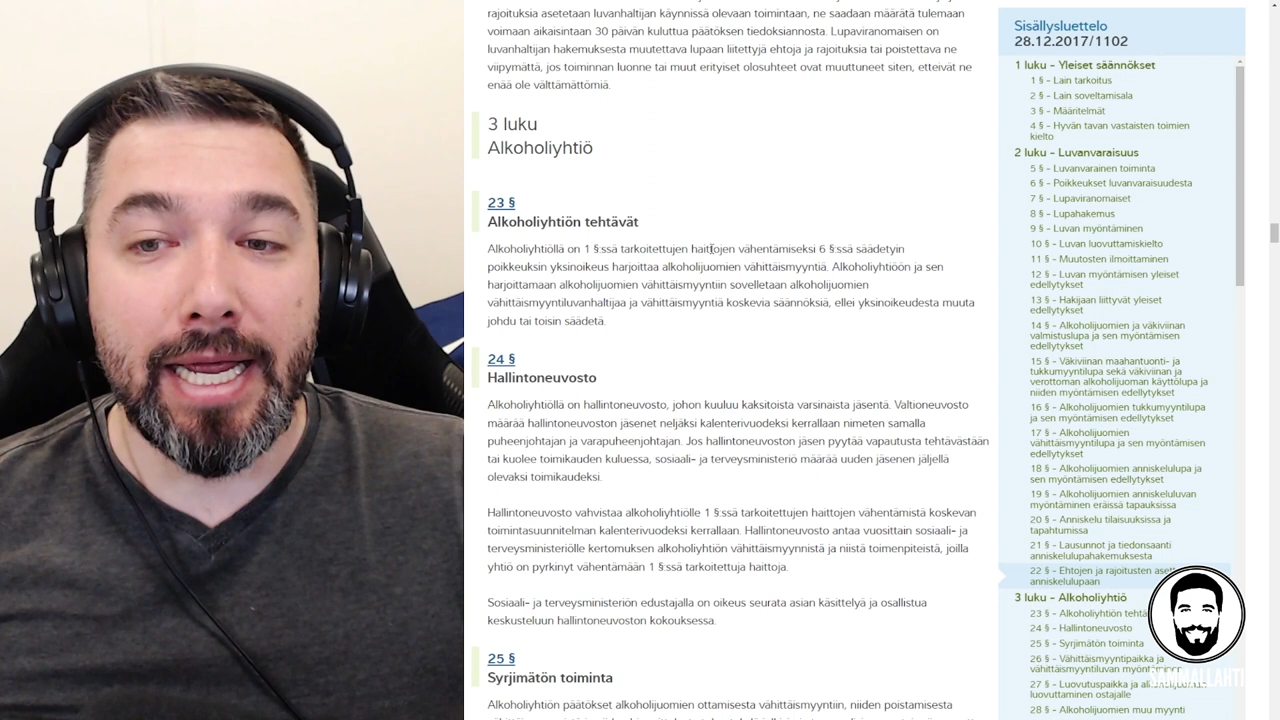 rajoituksia asetetaan luvanhaltijan käynnissä olevaan toimintaan, ne saadaan määrätä tulemaan
voimaan aikaisintaan 30 päivän kuluttua päätöksen tiedoksiannosta. Lupaviranomaisen on
luvanhaltijan hakemuksesta muutettava lupaan liitettyjä ehtoja ja rajoituksia tai poistettava ne
viipymättä, jos toiminnan luonne tai muut erityiset olosuhteet ovat muuttuneet siten, etteivät ne
enää ole välttämättömiä.
3 luku
Alkoholiyhtiö
23 §
Alkoholiyhtiön tehtävät
Alkoholiyhtiöllä on 1 §:ssä tarkoitettujen haittojen vähentämiseksi 6 §:ssä säädetyin
poikkeuksin yksinoikeus harjoittaa alkoholijuomien vähittäismyyntiä. Alkoholiyhtiöön ja sen
harjoittamaan alkoholijuomien vähittäismyyntiin sovelletaan alkoholijuomien
vähittäismyyntiluvanhaltijaa ja vähittäismyyntiä koskevia säännöksiä, ellei yksinoikeudesta muuta
johdu tai toisin säädetä.
24 §
Hallintoneuvosto
Alkoholiyhtiöllä on hallintoneuvosto, johon kuuluu kaksitoista varsinaista jäsentä. Valtioneuvosto
määrää hallintoneuvoston jäsenet neljäksi kalenterivuodeksi kerrallaan nimeten samalla
puheenjohtajan ja varapuheenjohtajan. Jos hallintoneuvoston jäsen pyytää vapautusta tehtävästään
tai kuolee toimikauden kuluessa, sosiaali- ja terveysministeriö määrää uuden jäsenen jäljellä
olevaksi toimikaudeksi.
Hallintoneuvosto vahvistaa alkoholiyhtiölle 1 §:ssä tarkoitettujen haittojen vähentämistä koskevan
toimintasuunnitelman kalenterivuodeksi kerrallaan. Hallintoneuvosto antaa vuosittain sosiaali- ja
terveysministeriölle kertomuksen alkoholiyhtiön vähittäismyynnistä ja niistä toimenpiteistä, joilla
yhtiö on pyrkinyt vähentämään 1 §:ssä tarkoitettuja haittoja.
Sosiaali- ja terveysministeriön edustajalla on oikeus seurata asian käsittelyä ja osallistua
keskusteluun hallintoneuvoston kokouksessa.
25 §
Syrjimätön toiminta
Alkoholiyhtiön päätökset alkoholijuomien ottamisesta vähittäismyyntiin, niiden poistamisesta
Sisällysluettelo
28.12.2017/1102
1 luku - Yleiset säännökset
1 § - Lain tarkoitus
2 § - Lain soveltamisala
3 § - Määritelmät
4 § - Hyvän tavan vastaisten toimien
kielto
2 luku - Luvanvaraisuus
5 § - Luvanvarainen toiminta
6 § - Poikkeukset luvanvaraisuudesta
7 § - Lupaviranomaiset
8 § - Lupahakemus
9 § - Luvan myöntäminen
10 § - Luvan luovuttamiskielto
11 § - Muutosten ilmoittaminen
12 § - Luvan myöntämisen yleiset
edellytykset
13 § - Hakijaan liittyvät yleiset
edellytykset
14 § - Alkoholijuomien ja väkiviinan
valmistuslupa ja sen myöntämisen
edellytykset
15 § - Väkiviinan maahantuonti- ja
tukkumyyntilupa sekä väkiviinan ja
verottoman alkoholijuoman käyttölupa ja
niiden myöntämisen edellytykset
16 § - Alkoholijuomien tukkumyyntilupa
ja sen myöntämisen edellytykset
17 § - Alkoholijuomien
vähittäismyyntilupa ja sen myöntämisen
edellytykset
18 § - Alkoholijuomien anniskelulupa ja
sen myöntämisen edellytykset
19 § - Alkoholijuomien anniskeluluvan
myöntäminen eräissä tapauksissa
20 § - Anniskelu tilaisuuksissa ja
tapahtumissa
21 § - Lausunnot ja tiedonsaanti
anniskelulupahakemuksesta
22 § - Ehtojen ja rajoitusten
anniskelulupaan
3 luku - Alkoholiyhtiö
23 § - Alkoholiyhtiön
24 § - Hallintoneuvosto
25 § - Syrjimätön toiminta
26 § - Vähittäismyyntipaikka ja
vähittäismyyntiluvan
27 § - Luovutuspaikka ja
luovuttaminen ostajalle
28 § - Alkoholijuomien muu myynti
SAMMALLAHTI